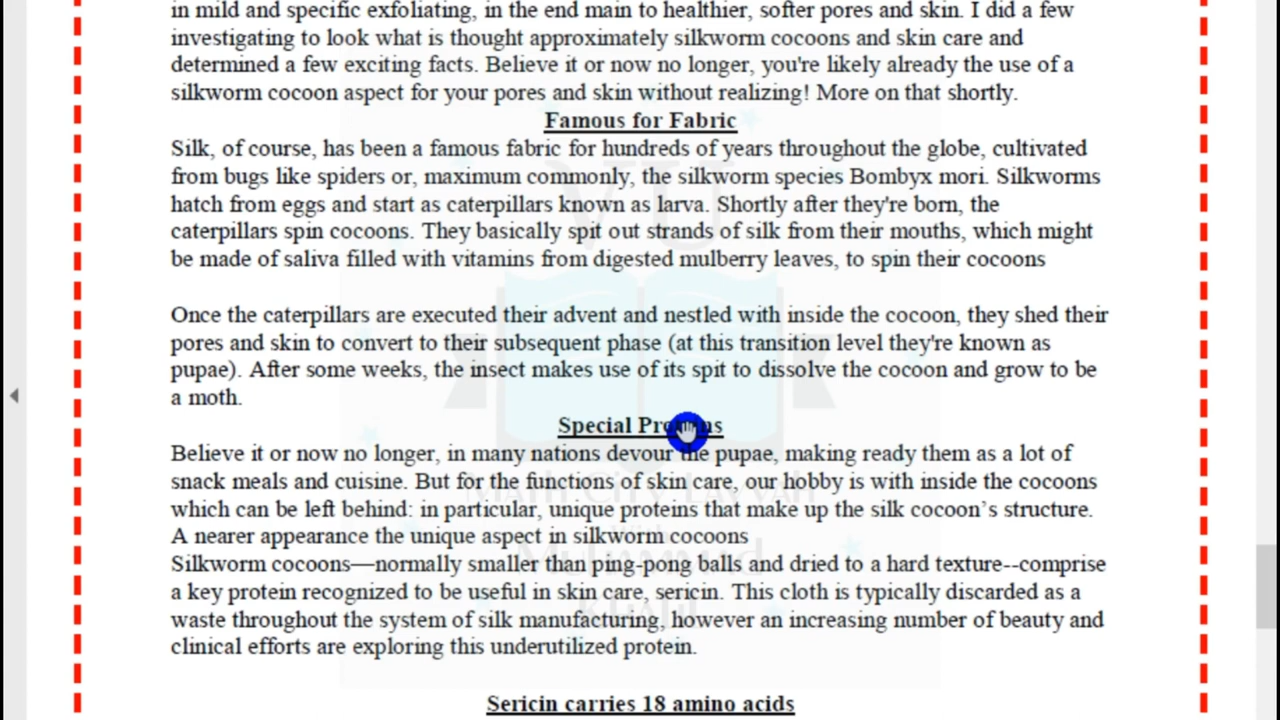 in mild and specific exfoliating, in the end main to healthier, softer pores and skin. I did a few
investigating to look what is thought approximately silkworm cocoons and skin care and
determined a few exciting facts. Believe it or now no longer, you're likely already the use of a
silkworm cocoon aspect for your pores and skin without realizing! More on that shortly.
Famous for Fabric
Silk, of course, has been a famous fabric for hundreds of years throughout the globe, cultivated
from bugs like spiders or, maximum commonly, the silkworm species Bombyx mori. Silkworms
hatch from eggs and start as caterpillars known as larva. Shortly after they're born, the
caterpillars spin cocoons. They basically spit out strands of silk from their mouths, which might
be made of saliva filled with vitamins from digested mulberry leaves, to spin their cocoons
Once the caterpillars are executed their advent and nestled with inside the cocoon, they shed their
pores and skin to convert to their subsequent phase (at this transition level they're known as
pupae). After some weeks, the insect makes use of its spit to dissolve the cocoon and grow to be
a moth.
Special Proteins
Believe it or now no longer, in many nations devour the pupae, making ready them as a lot of
snack meals and cuisine. But for the functions of skin care, our hobby is with inside the cocoons
which can be left behind: in particular, unique proteins that make up the silk cocoon's structure.
A nearer appearance the unique aspect in silkworm cocoons
Silkworm cocoons—normally smaller than ping-pong balls and dried to a hard texture--comprise
a key protein recognized to be useful in skin care, sericin. This cloth is typically discarded as a
waste throughout the system of silk manufacturing, however an increasing number of beauty and
clinical efforts are exploring this underutilized protein.
Sericin carries 18 amino acids
VU
Math City Layyah
With
Muhammad
Khalil